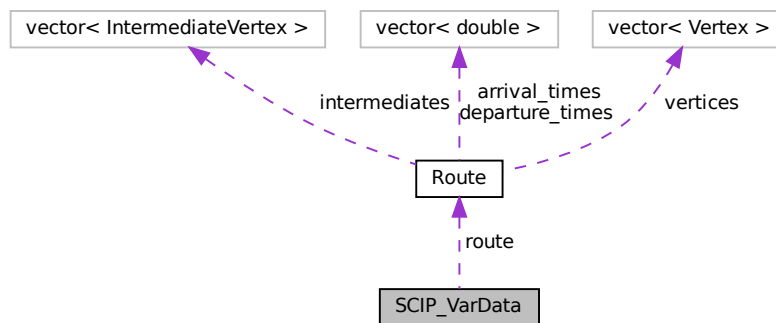 vector< IntermediateVertex >
vector< double >
vector< Vertex >
intermediates
arrival_times
departure_times
vertices
Route
route
SCIP_VarData